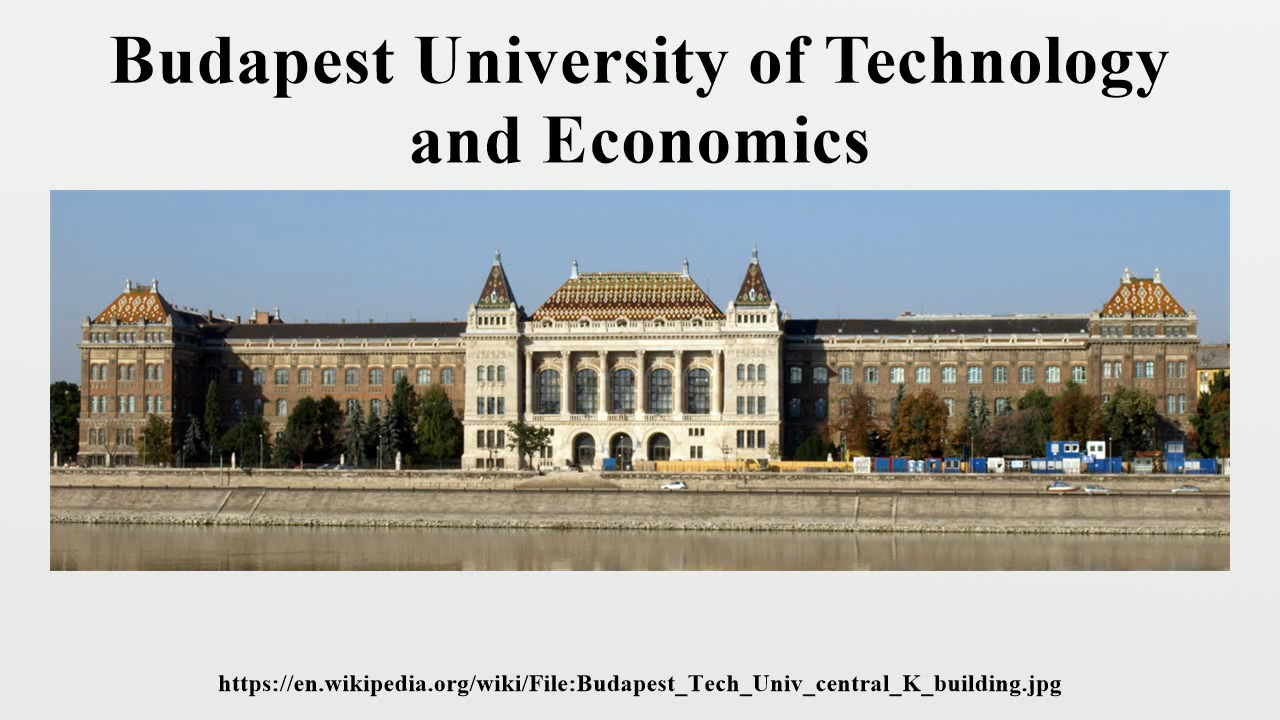 Budapest University of Technology
and Economics
https://en.wikipedia.org/wiki/File:Budapest_Tech_Univ_central_K_building.jpg